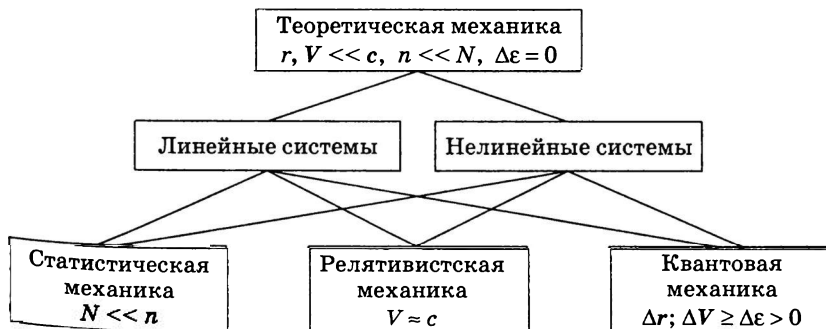 Теоретическая механика
r, V << c, n << N, Δε = 0
Линейные системы
Нелинейные системы
Статистическая
механика
N << n
Релятивистская
механика
V ≈ c
Квантовая
механика
Δr; ΔV ≥ Δε > 0